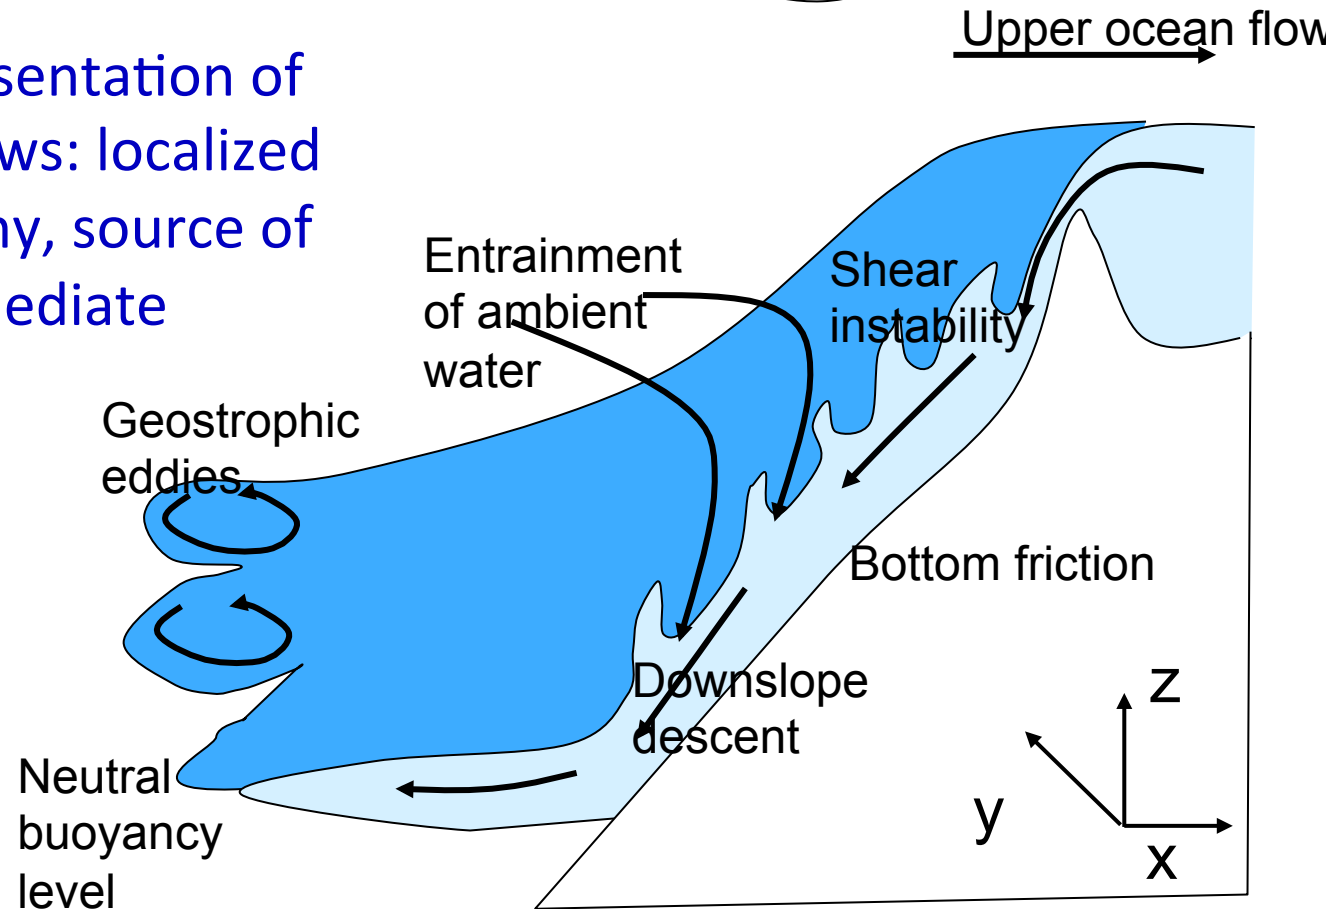 Upper ocean flow
sentation of
ws: localized
ny, source of
ediate
Entrainment
of ambient
water
Shear
instability
Geostrophic
eddies
Bottom friction
Downslope
descent
Neutral
buoyancy
level
z
y
x